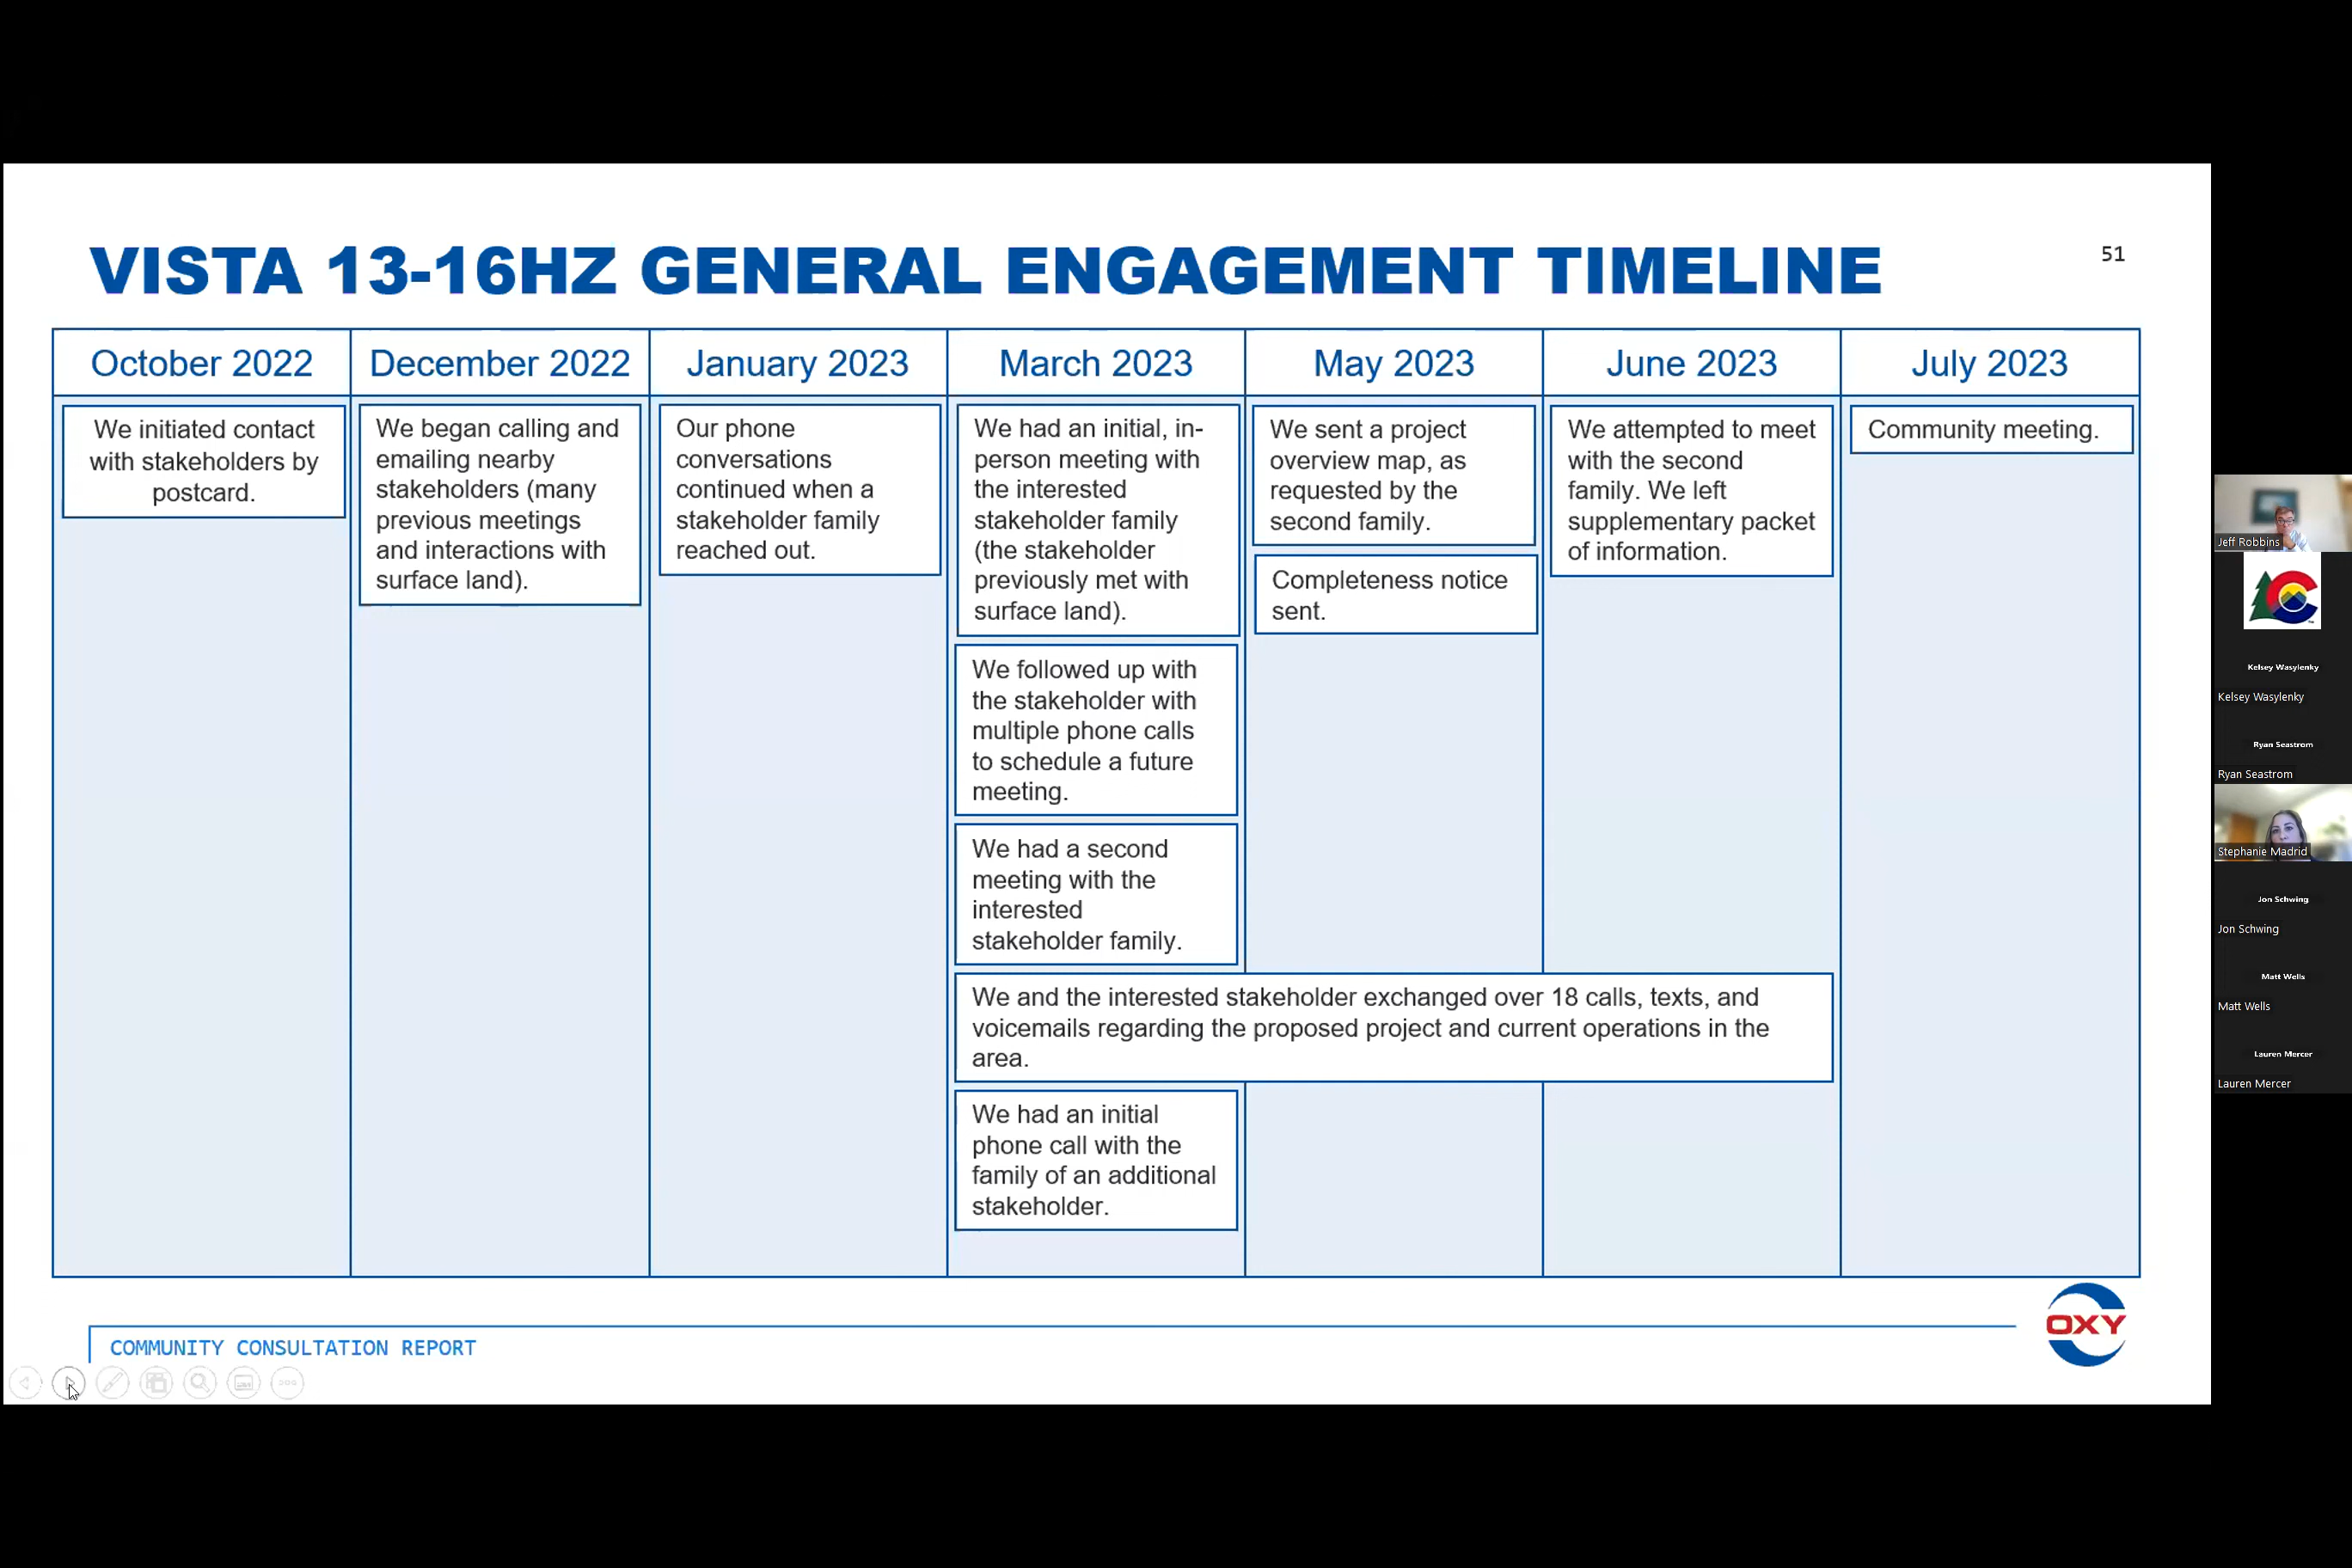 VISTA 13-16HZ GENERAL ENGAGEMENT TIMELINE
51
October 2022
December 2022
January 2023
March 2023
May 2023
June 2023
July 2023
We initiated contact
with stakeholders by
postcard.
We began calling and
emailing nearby
stakeholders (many
previous meetings
and interactions with
surface land).
Our phone
conversations
continued when a
stakeholder family
reached out.
We had an initial, in-
person meeting with
the interested
stakeholder family
(the stakeholder
previously met with
surface land).
We followed up with
the stakeholder with
multiple phone calls
to schedule a future
meeting.
We had a second
meeting with the
interested
stakeholder family.
We and the interested stakeholder exchanged over 18 calls, texts, and
voicemails regarding the proposed project and current operations in the
area.
We had an initial
phone call with the
family of an additional
stakeholder.
We sent a project
overview map, as
requested by the
second family.
Completeness notice
sent.
We attempted to meet
with the second
family. We left
supplementary packet
of information.
Community meeting.
COMMUNITY CONSULTATION REPORT
OXY
Jeff Robbins
Kelsey Wasylenky
Kelsey Wasylenky
Ryan Seastrom
Ryan Seastrom
Stephanie Madrid
Jon Schwing
Jon Schwing
Matt Wells
Matt Wells
Lauren Mercer
Lauren Mercer